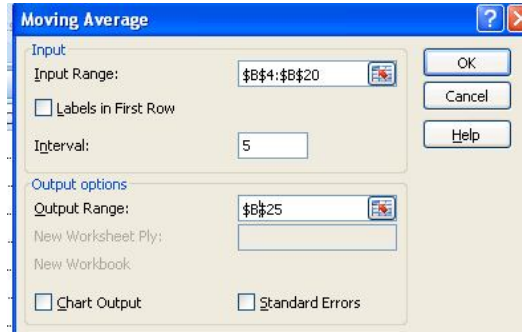 Moving Average
Input
Input Range: $B$4:$B$20
Labels in First Row
Interval: 5
Output options
Output Range: $B$25
New Worksheet Ply:
New Workbook
Chart Output Standard Errors
OK
Cancel
Help